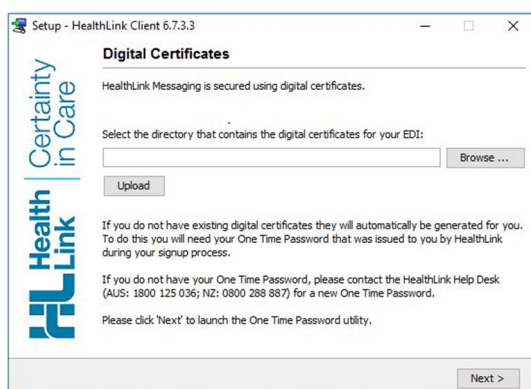 Setup - HealthLink Client 6.7.3.3
Digital Certificates
HealthLink Messaging is secured using digital certificates.
Select the directory that contains the digital certificates for your EDI:
Browse ...
Upload
If you do not have existing digital certificates they will automatically be generated for you.
To do this you will need your One Time Password that was issued to you by HealthLink
during your signup process.
If you do not have your One Time Password, please contact the HealthLink Help Desk
(AUS: 1800 125 036; NZ: 0800 288 887) for a new One Time Password.
Please click 'Next' to launch the One Time Password utility.
Next >
HL Health
Link
Certainty
in Care